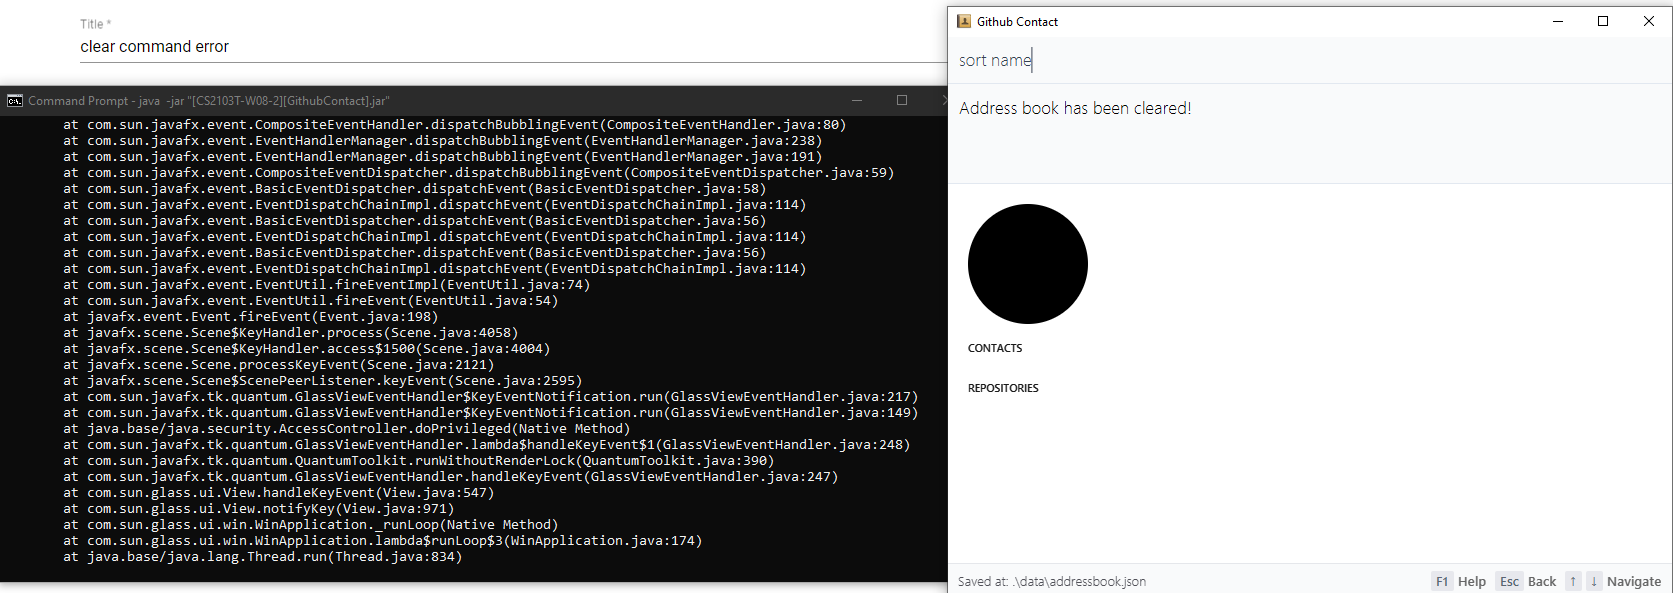 Title *
clear command error
Command Prompt - java  -jar "[CS2103T-W08-2][GithubContact].jar"
at com.sun.javafx.event.CompositeEventHandler.dispatchBubblingEvent(CompositeEventHandler.java:80)
at com.sun.javafx.event.EventHandlerManager.dispatchBubblingEvent(EventHandlerManager.java:238)
at com.sun.javafx.event.EventHandlerManager.dispatchBubblingEvent(EventHandlerManager.java:191)
at com.sun.javafx.event.CompositeEventDispatcher.dispatchBubblingEvent(CompositeEventDispatcher.java:59)
at com.sun.javafx.event.BasicEventDispatcher.dispatchEvent(BasicEventDispatcher.java:58)
at com.sun.javafx.event.EventDispatchChainImpl.dispatchEvent(EventDispatchChainImpl.java:114)
at com.sun.javafx.event.BasicEventDispatcher.dispatchEvent(BasicEventDispatcher.java:56)
at com.sun.javafx.event.EventDispatchChainImpl.dispatchEvent(EventDispatchChainImpl.java:114)
at com.sun.javafx.event.BasicEventDispatcher.dispatchEvent(BasicEventDispatcher.java:56)
at com.sun.javafx.event.EventDispatchChainImpl.dispatchEvent(EventDispatchChainImpl.java:114)
at com.sun.javafx.event.EventUtil.fireEventImpl(EventUtil.java:74)
at com.sun.javafx.event.EventUtil.fireEvent(EventUtil.java:54)
at javafx.event.Event.fireEvent(Event.java:198)
at javafx.scene.Scene$KeyHandler.process(Scene.java:4058)
at javafx.scene.Scene$KeyHandler.access$1500(Scene.java:4004)
at javafx.scene.Scene.processKeyEvent(Scene.java:2121)
at javafx.scene.Scene$ScenePeerListener.keyEvent(Scene.java:2595)
at com.sun.javafx.tk.quantum.GlassViewEventHandler$KeyEventNotification.run(GlassViewEventHandler.java:217)
at com.sun.javafx.tk.quantum.GlassViewEventHandler$KeyEventNotification.run(GlassViewEventHandler.java:149)
at java.base/java.security.AccessController.doPrivileged(Native Method)
at com.sun.javafx.tk.quantum.GlassViewEventHandler.lambda$handleKeyEvent$1(GlassViewEventHandler.java:248)
at com.sun.javafx.tk.quantum.QuantumToolkit.runWithoutRenderLock(QuantumToolkit.java:390)
at com.sun.javafx.tk.quantum.GlassViewEventHandler.handleKeyEvent(GlassViewEventHandler.java:247)
at com.sun.glass.ui.View.handleKeyEvent(View.java:547)
at com.sun.glass.ui.View.notifyKey(View.java:971)
at com.sun.glass.ui.win.WinApplication._runLoop(Native Method)
at com.sun.glass.ui.win.WinApplication.lambda$runLoop$3(WinApplication.java:174)
at java.base/java.lang.Thread.run(Thread.java:834)
Github Contact
sort name
Address book has been cleared!
CONTACTS
REPOSITORIES
Saved at: .\data\addressbook.json
F1 Help Esc Back ↑ ↓ Navigate